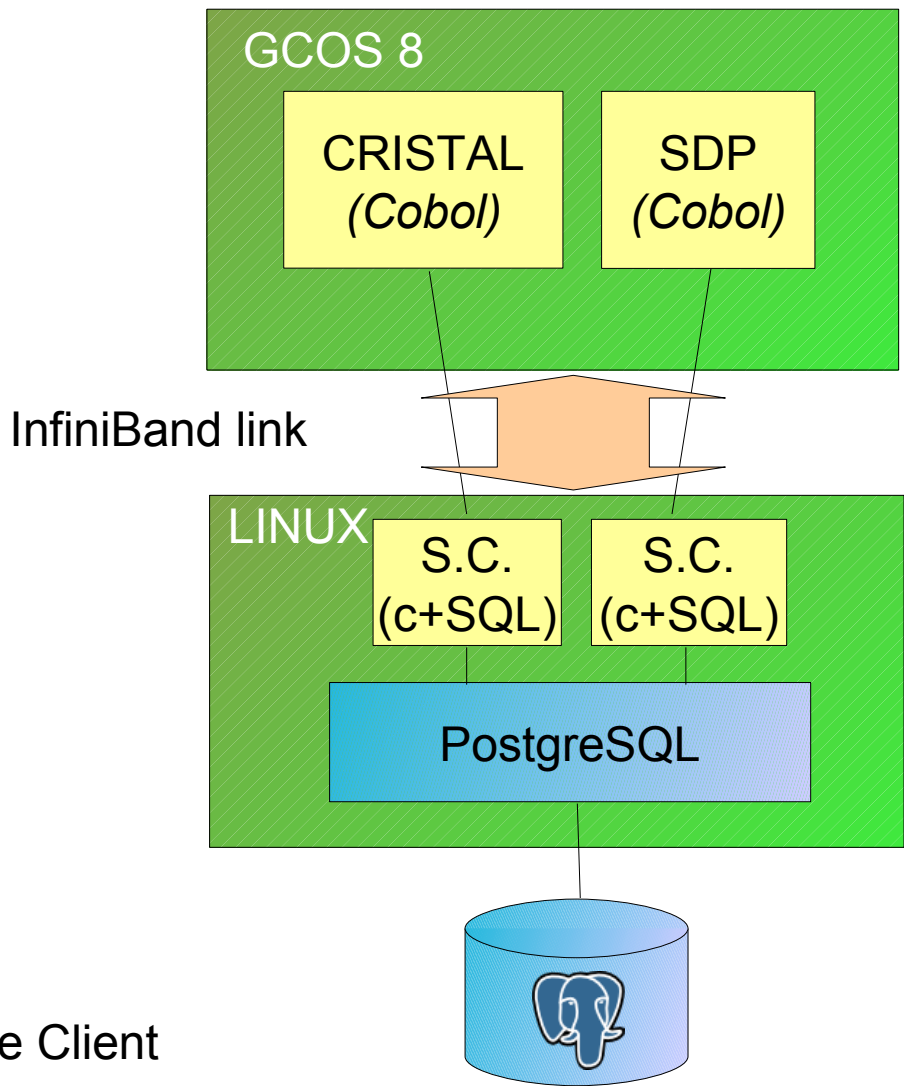 GCOS 8
CRISTAL
(Cobol)
SDP
(Cobol)
InfiniBand link
LINUX
S.C.
(c+SQL)
S.C.
(c+SQL)
PostgreSQL
e Client